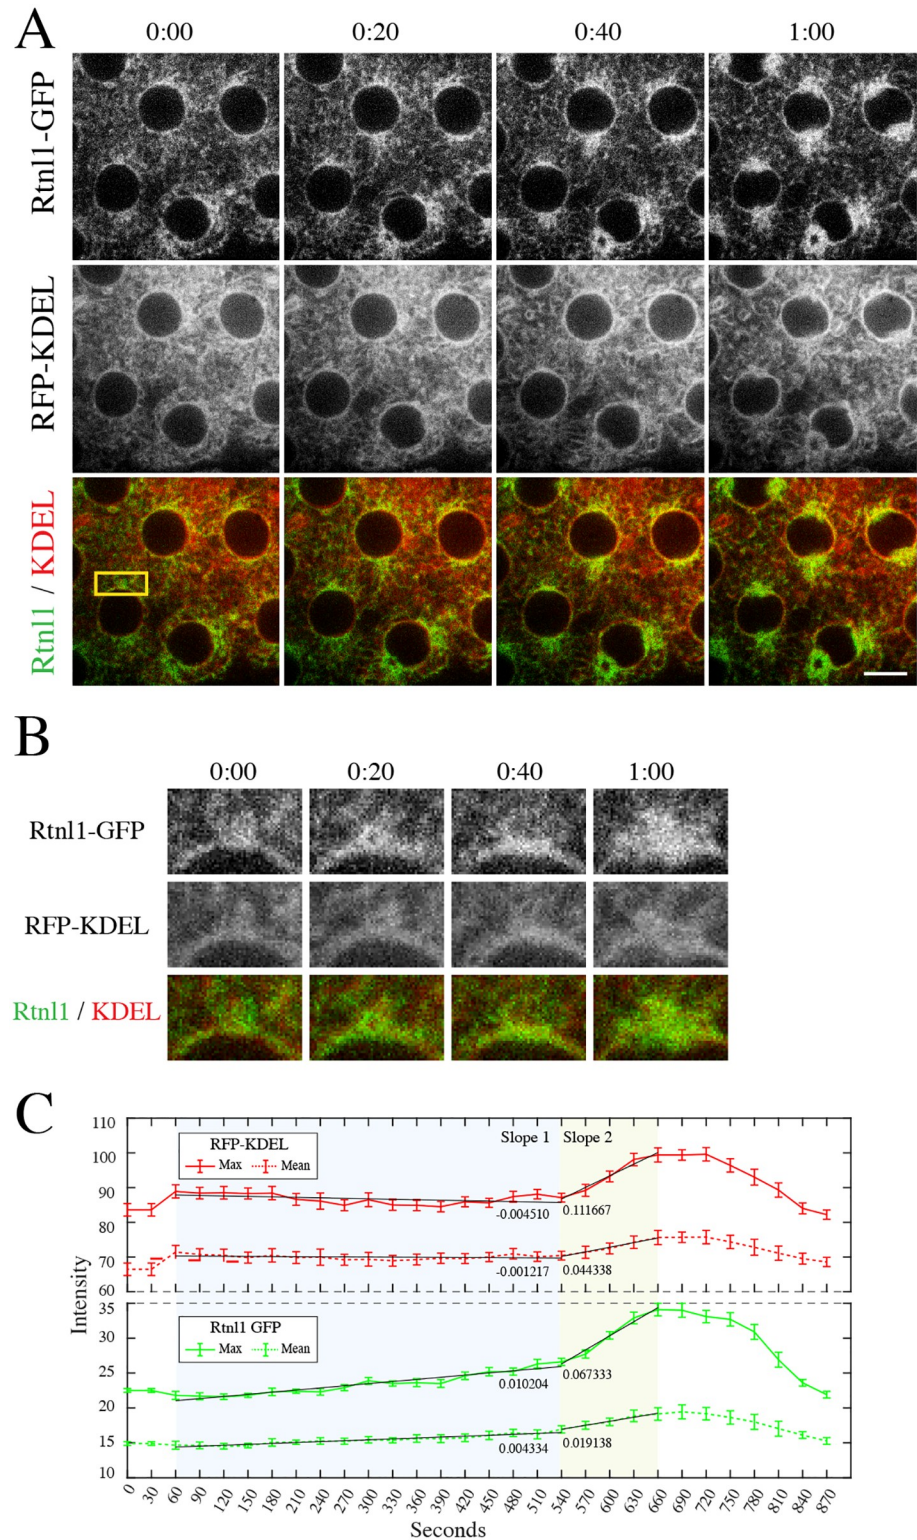 A
0:00 0:20 0:40 1:00
Rtnl1-GFP
RFP-KDEL
Rtnl1 / KDEL
B
0:00 0:20 0:40 1:00
Rtnl1-GFP
RFP-KDEL
Rtnl1 / KDEL
C
110
100
90
80
70
60
RFP-KDEL
Max Mean
Slope 1 Slope 2
-0.004510 0.111667
-0.001217 0.044338
Intensity
35
30
25
20
15
10
Rtnl1 GFP
Max Mean
0.010204 0.067333
0.004334 0.019138
0 30 60 90 120 150 180 210 240 270 300 330 360 390 420 450 480 510 540 570 600 630 660 690 720 750 780 810 840 870
Seconds